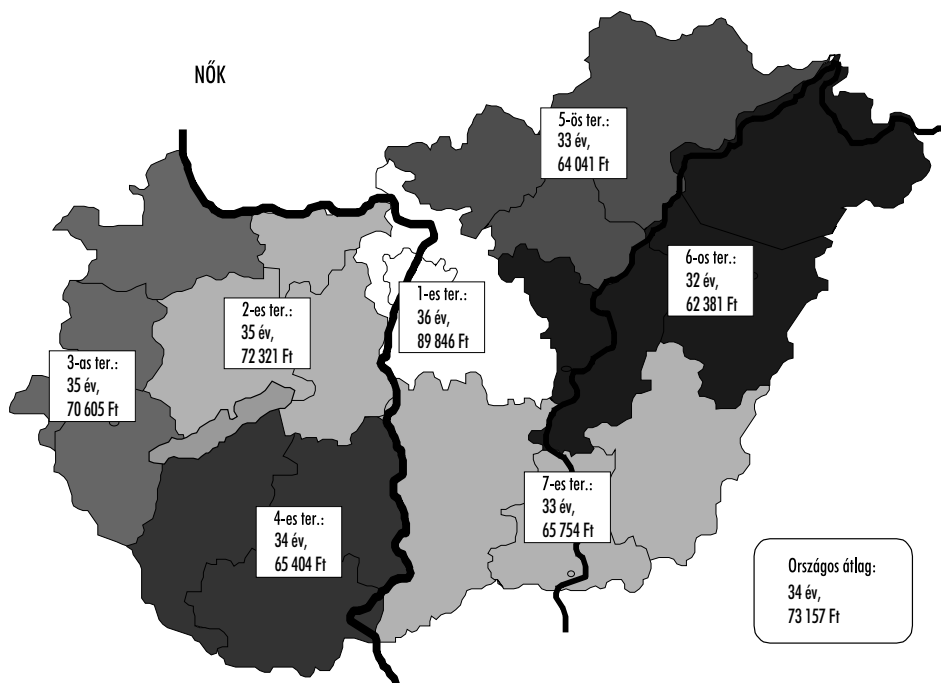 NŐK
5-ös ter.:
33 év,
64 041 Ft
6-os ter.:
32 év,
62 381 Ft
1-es ter.:
36 év,
89 846 Ft
2-es ter.:
35 év,
72 321 Ft
3-as ter.:
35 év,
70 605 Ft
7-es ter.:
33 év,
65 754 Ft
4-es ter.:
34 év,
65 404 Ft
Országos átlag:
34 év,
73 157 Ft